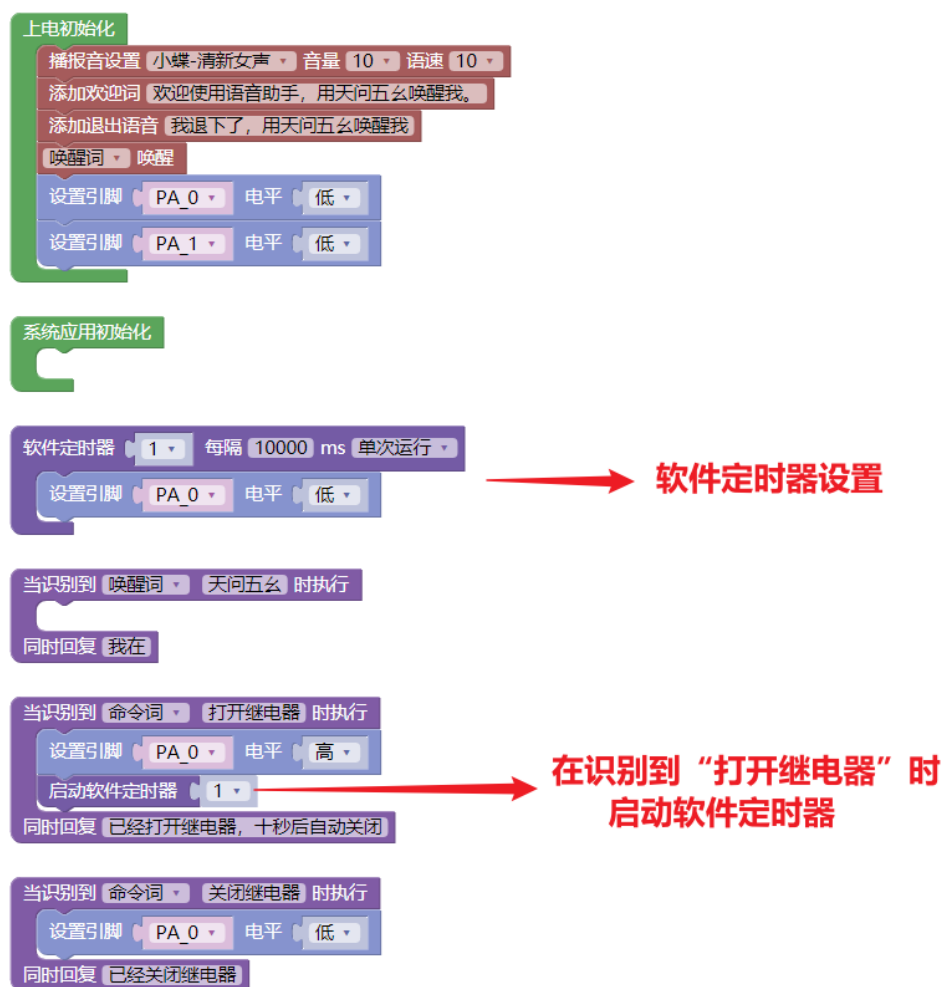 上电初始化
播报音设置 小蝶-清新女声 音量 10 语速 10
添加欢迎词 欢迎使用语音助手，用天问五幺唤醒我。
添加退出语音 我退下了，用天问五幺唤醒我
唤醒词 唤醒
设置引脚 PA_0 电平 低
设置引脚 PA_1 电平 低
系统应用初始化
软件定时器 1 每隔 10000 ms 单次运行
设置引脚 PA_0 电平 低
软件定时器设置
当识别到 唤醒词 天问五幺 时执行
同时回复 我在
当识别到 命令词 打开继电器 时执行
设置引脚 PA_0 电平 高
启动软件定时器 1
同时回复 已经打开继电器，十秒后自动关闭
在识别到“打开继电器”时
启动软件定时器
当识别到 命令词 关闭继电器 时执行
设置引脚 PA_0 电平 低
同时回复 已经关闭继电器